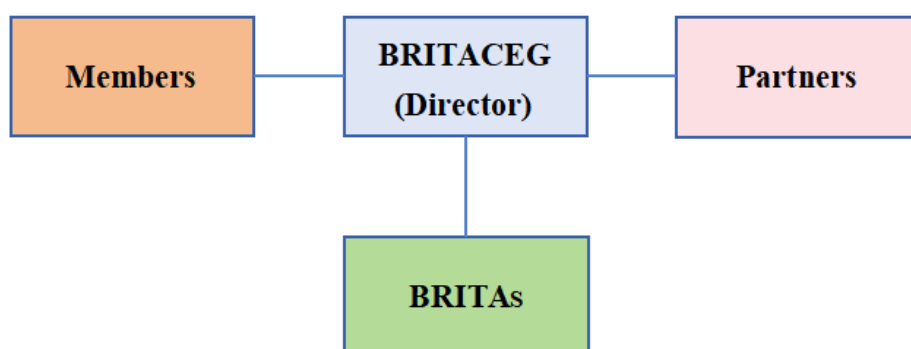 Members
BRITACEG
(Director)
Partners
BRITAs